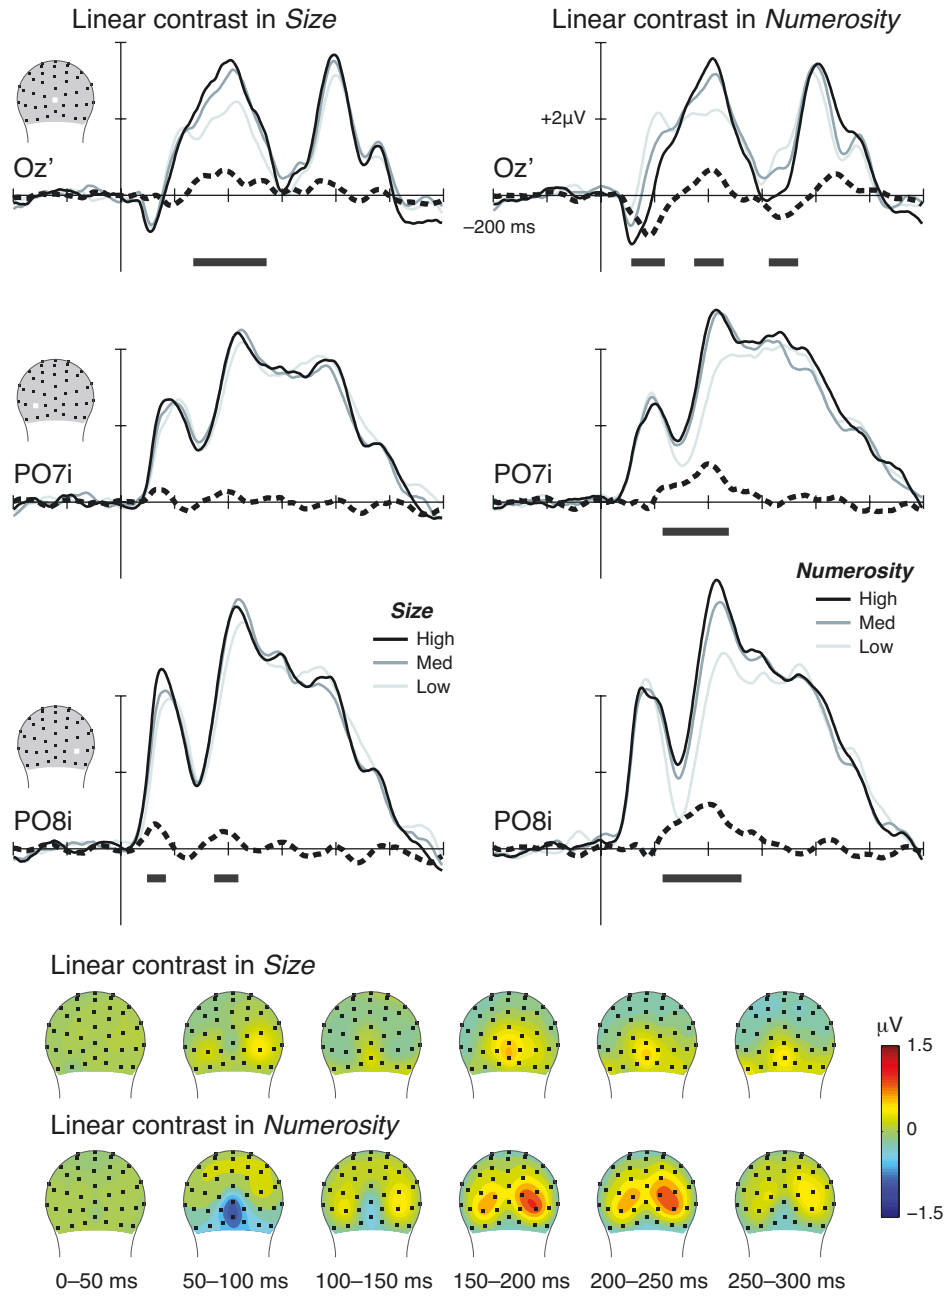 Linear contrast in Size
Linear contrast in Numerosity
+2μV
Oz’
Oz’
–200 ms
PO7i
PO7i
Size
High
Med
Low
Numerosity
High
Med
Low
PO8i
PO8i
Linear contrast in Size
μV
1.5
0
–1.5
Linear contrast in Numerosity
0–50 ms
50–100 ms
100–150 ms
150–200 ms
200–250 ms
250–300 ms